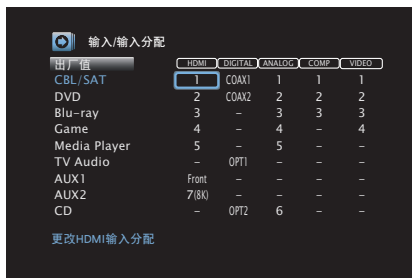 输入/输入分配
出厂值 HDMI DIGITAL ANALOG COMP VIDEO
CBL/SAT 1 COAX1 1 1 1
DVD 2 COAX2 2 2 2
Blu-ray 3 – 3 3 3
Game 4 – 4 – 4
Media Player 5 – 5 – –
TV Audio – OPT1 – – –
AUX1 Front – – – –
AUX2 7(8K) – – – –
CD – OPT2 6 – –
更改HDMI输入分配